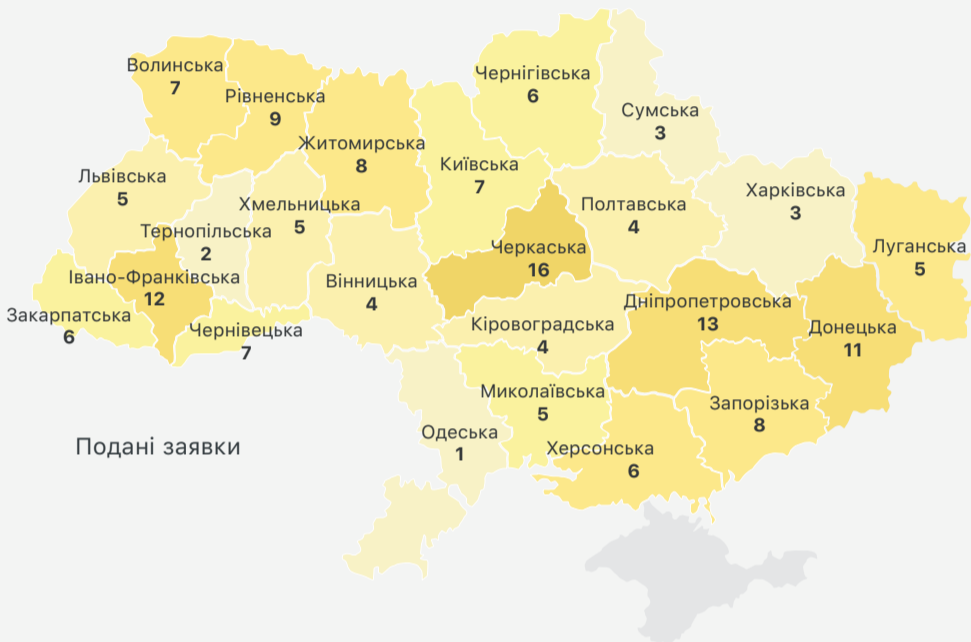 Волинська
7
Рівненська
9
Житомирська
8
Чернігівська
6
Сумська
3
Київська
7
Львівська
5
Хмельницька
5
Тернопільська
2
Полтавська
4
Харківська
3
Луганська
5
Черкаська
16
Івано-Франківська
12
Вінницька
4
Закарпатська
6
Чернівецька
7
Кіровоградська
4
Дніпропетровська
13
Донецька
11
Миколаївська
5
Запорізька
8
Одеська
1
Херсонська
6
Подані заявки